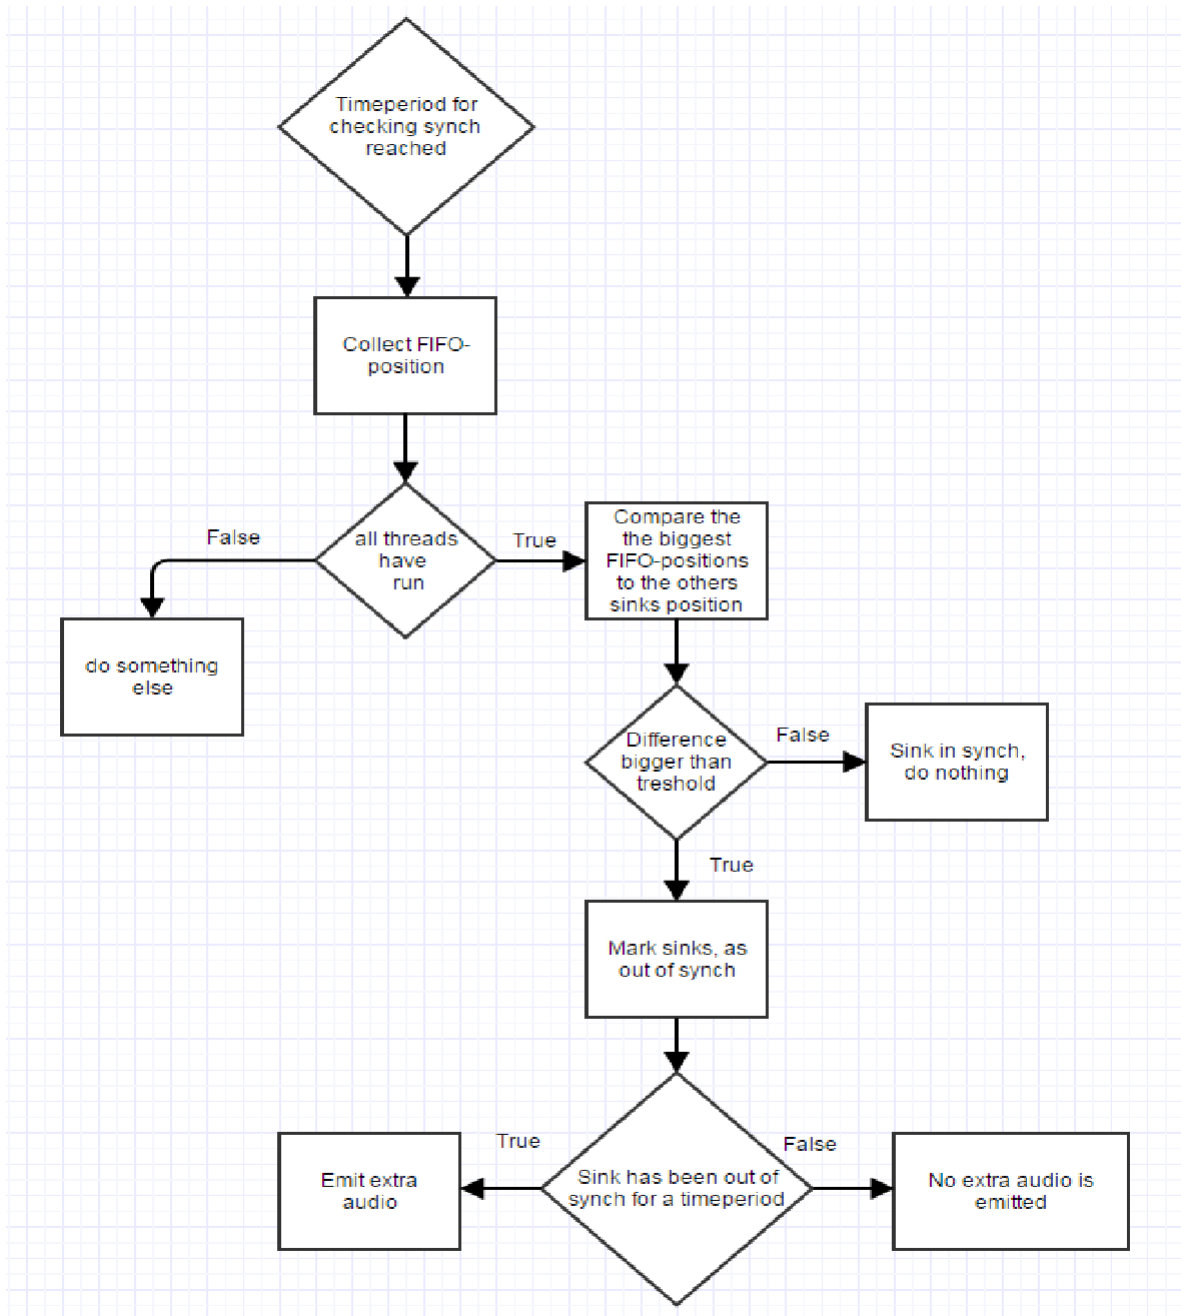 Timeperiod for
checking synch
reached
Collect FIFO-
position
False
all threads
have
run
True
Compare the
the biggest
FIFO-positions
to the others
sinks position
do something
else
Difference
bigger than
treshold
False
Sink in synch,
do nothing
True
Mark sinks, as
out of synch
True
Sink has been out of
synch for a timeperiod
False
Emit extra
audio
No extra audio is
emitted